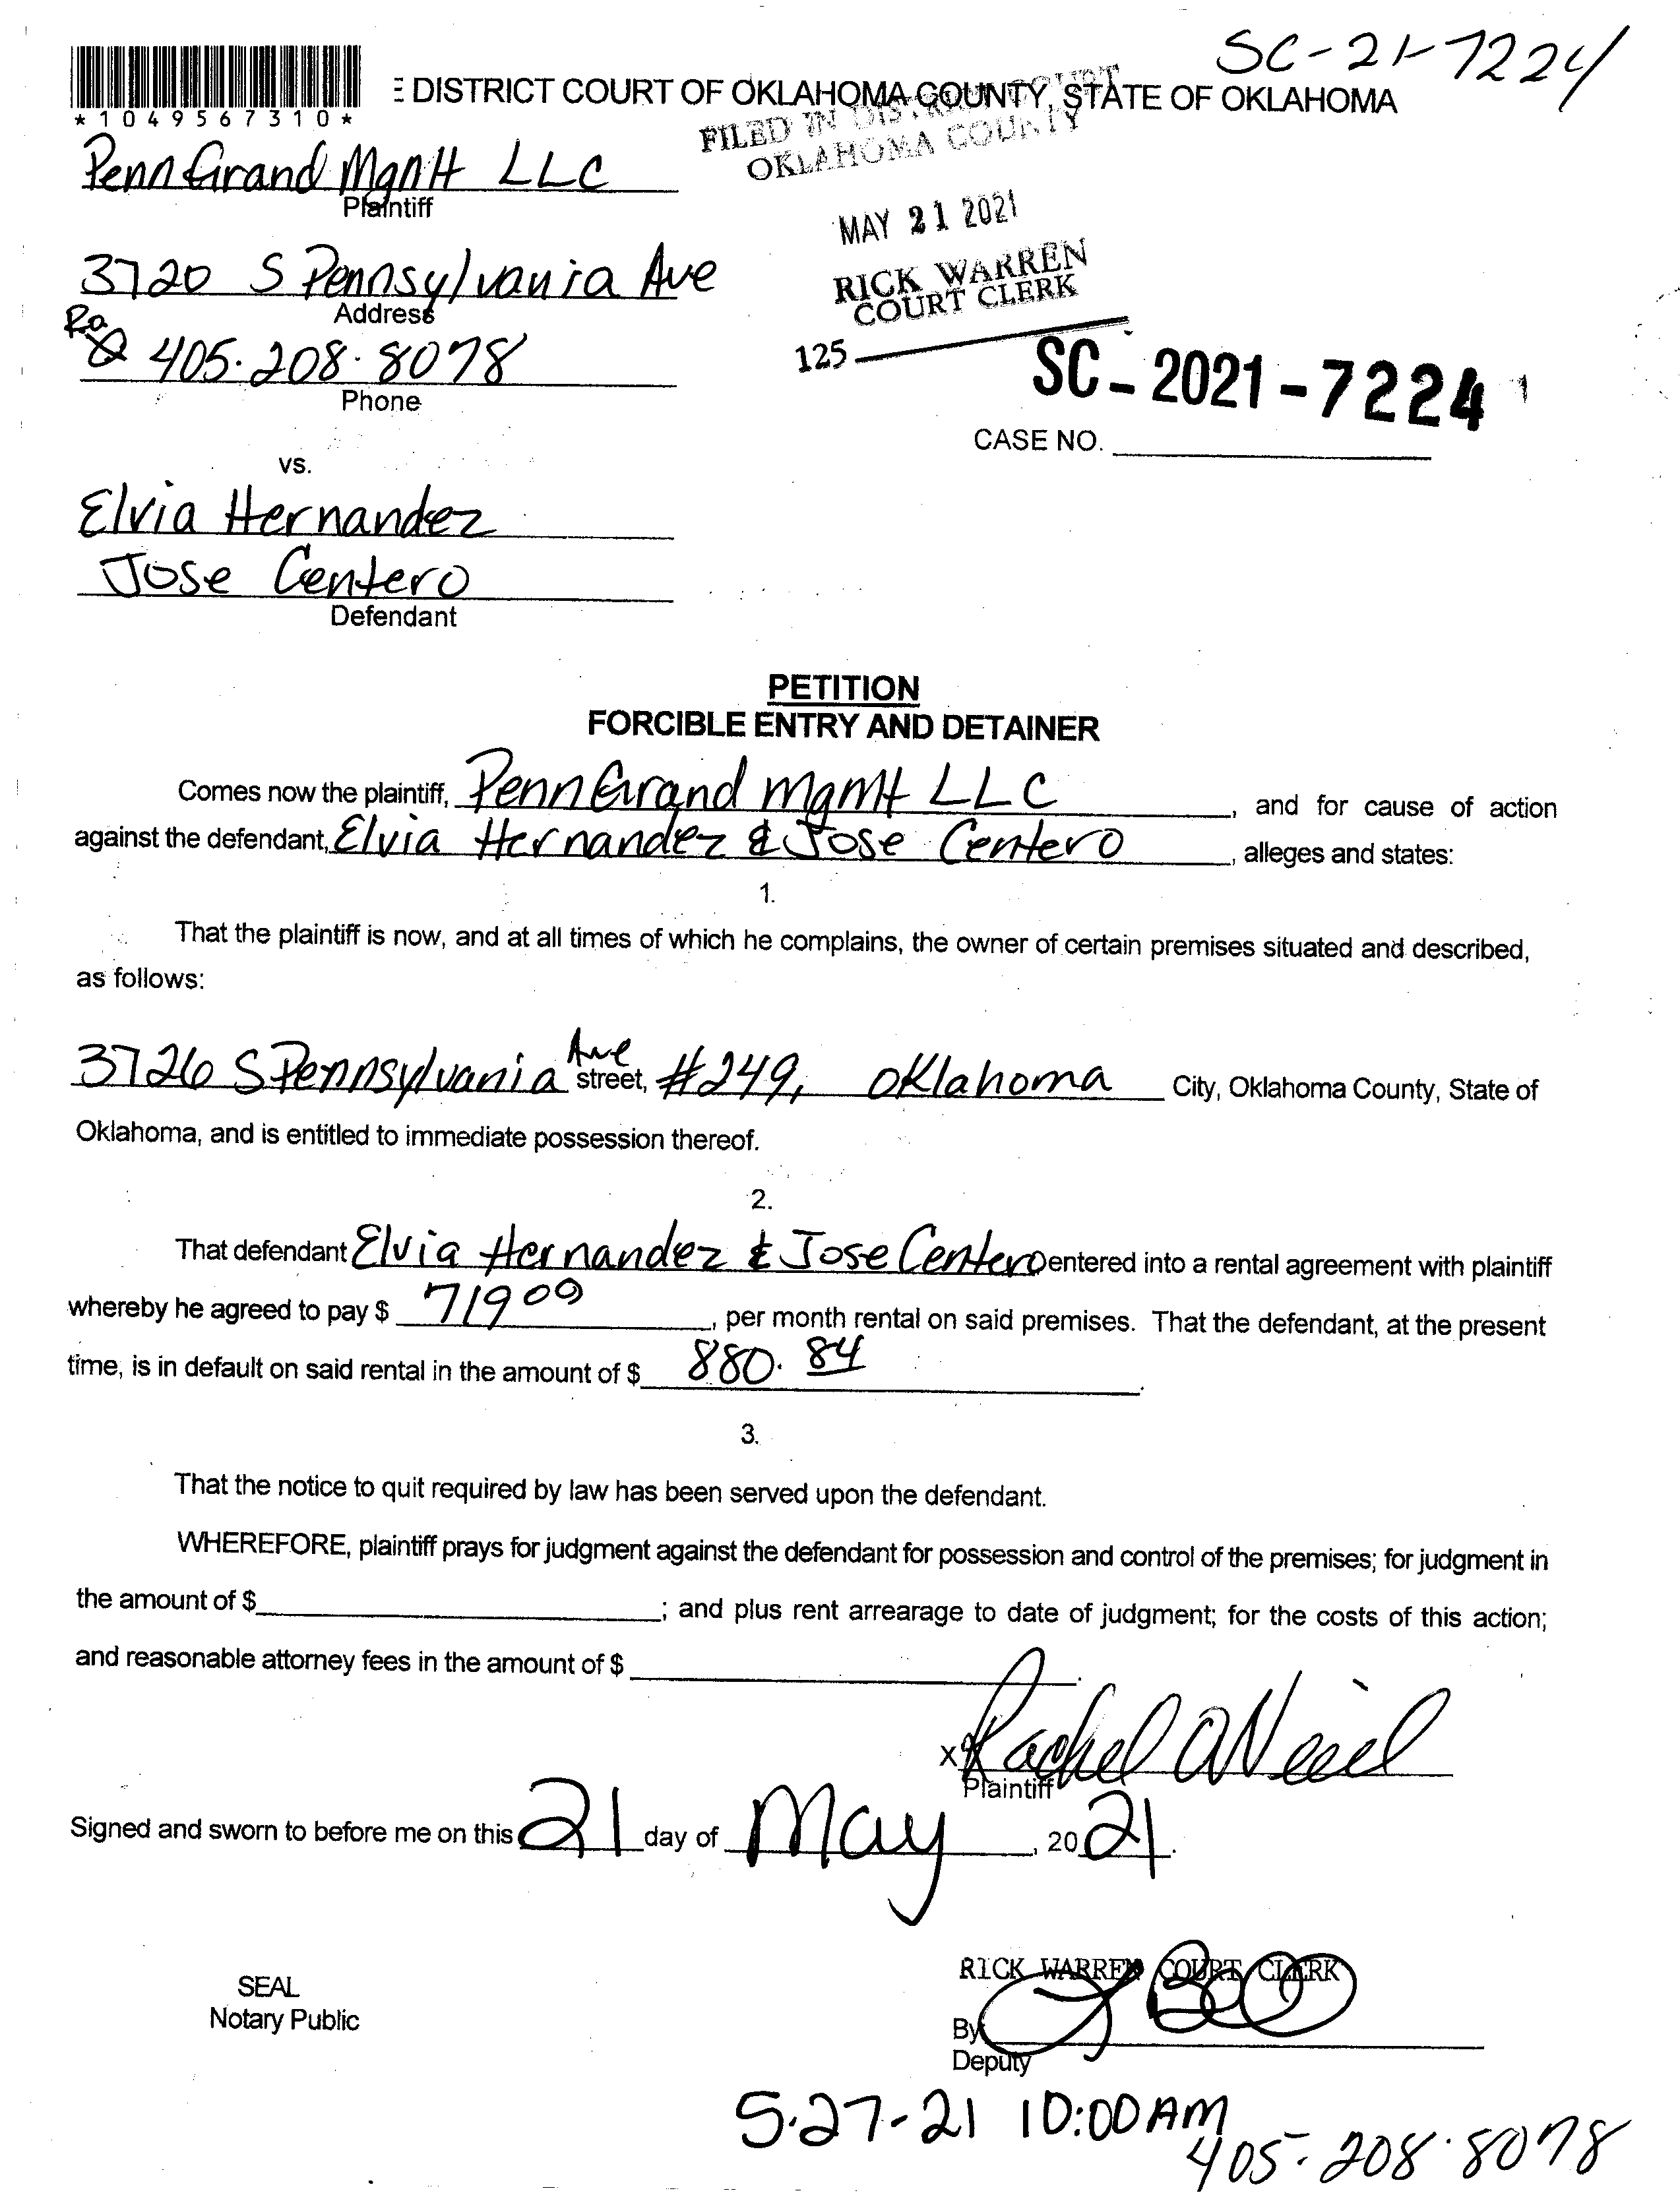 SC-21-7224
*1049567310*
E DISTRICT COURT OF OKLAHOMA COUNTY, STATE OF OKLAHOMA
FILED IN DISTRICT COURT
OKLAHOMA COUNTY
Penn Grand Mgmt LLC
Plaintiff
MAY 21 2021
3720 S Pennsylvania Ave
Address
RICK WARREN
COURT CLERK
405.208.8078
Phone
125
SC-2021-7224
CASE NO.
vs.
Elvia Hernandez
Jose Centero
Defendant
PETITION
FORCIBLE ENTRY AND DETAINER
Comes now the plaintiff, Penn Grand Mgmt LLC, and for cause of action
against the defendant, Elvia Hernandez & Jose Centero, alleges and states:
1.
That the plaintiff is now, and at all times of which he complains, the owner of certain premises situated and described,
as follows:
3726 S Pennsylvania Ave street, #249, Oklahoma City, Oklahoma County, State of
Oklahoma, and is entitled to immediate possession thereof.
2.
That defendant Elvia Hernandez & Jose Centero entered into a rental agreement with plaintiff
whereby he agreed to pay $ 719 00, per month rental on said premises. That the defendant, at the present
time, is in default on said rental in the amount of $ 880.84.
3.
That the notice to quit required by law has been served upon the defendant.
WHEREFORE, plaintiff prays for judgment against the defendant for possession and control of the premises; for judgment in
the amount of $; and plus rent arrearage to date of judgment; for the costs of this action;
and reasonable attorney fees in the amount of $.
x Rachel ONeiel
Plaintiff
Signed and sworn to before me on this 21 day of May, 2021.
RICK WARREN COURT CLERK
SEAL
Notary Public
By
Deputy
5.27-21 10:00 AM
405-208.8078